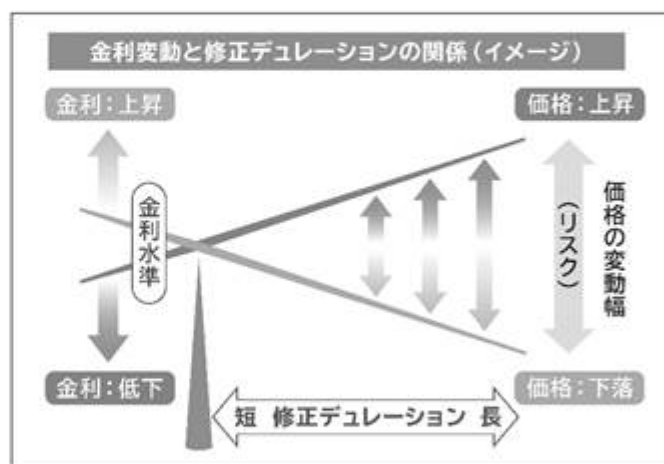 金利変動と修正デュレーションの関係（イメージ）
金利：上昇
価格：上昇
金利水準
価格の変動幅
（リスク）
金利：低下
短 修正デュレーション 長
価格：下落